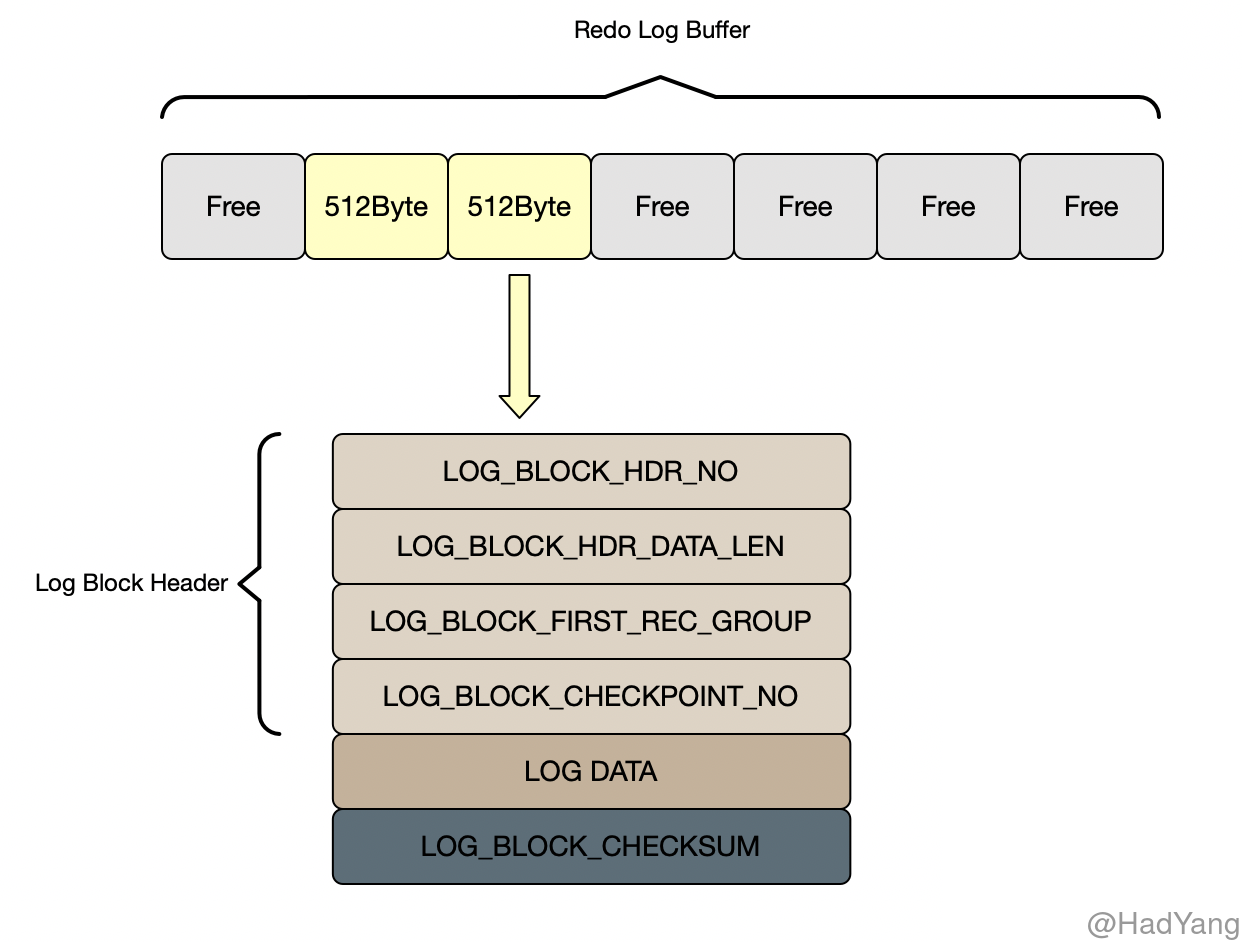 Redo Log Buffer
Free 512Byte 512Byte Free Free Free Free
LOG_BLOCK_HDR_NO
LOG_BLOCK_HDR_DATA_LEN
Log Block Header
LOG_BLOCK_FIRST_REC_GROUP
LOG_BLOCK_CHECKPOINT_NO
LOG DATA
LOG_BLOCK_CHECKSUM
@HadYang